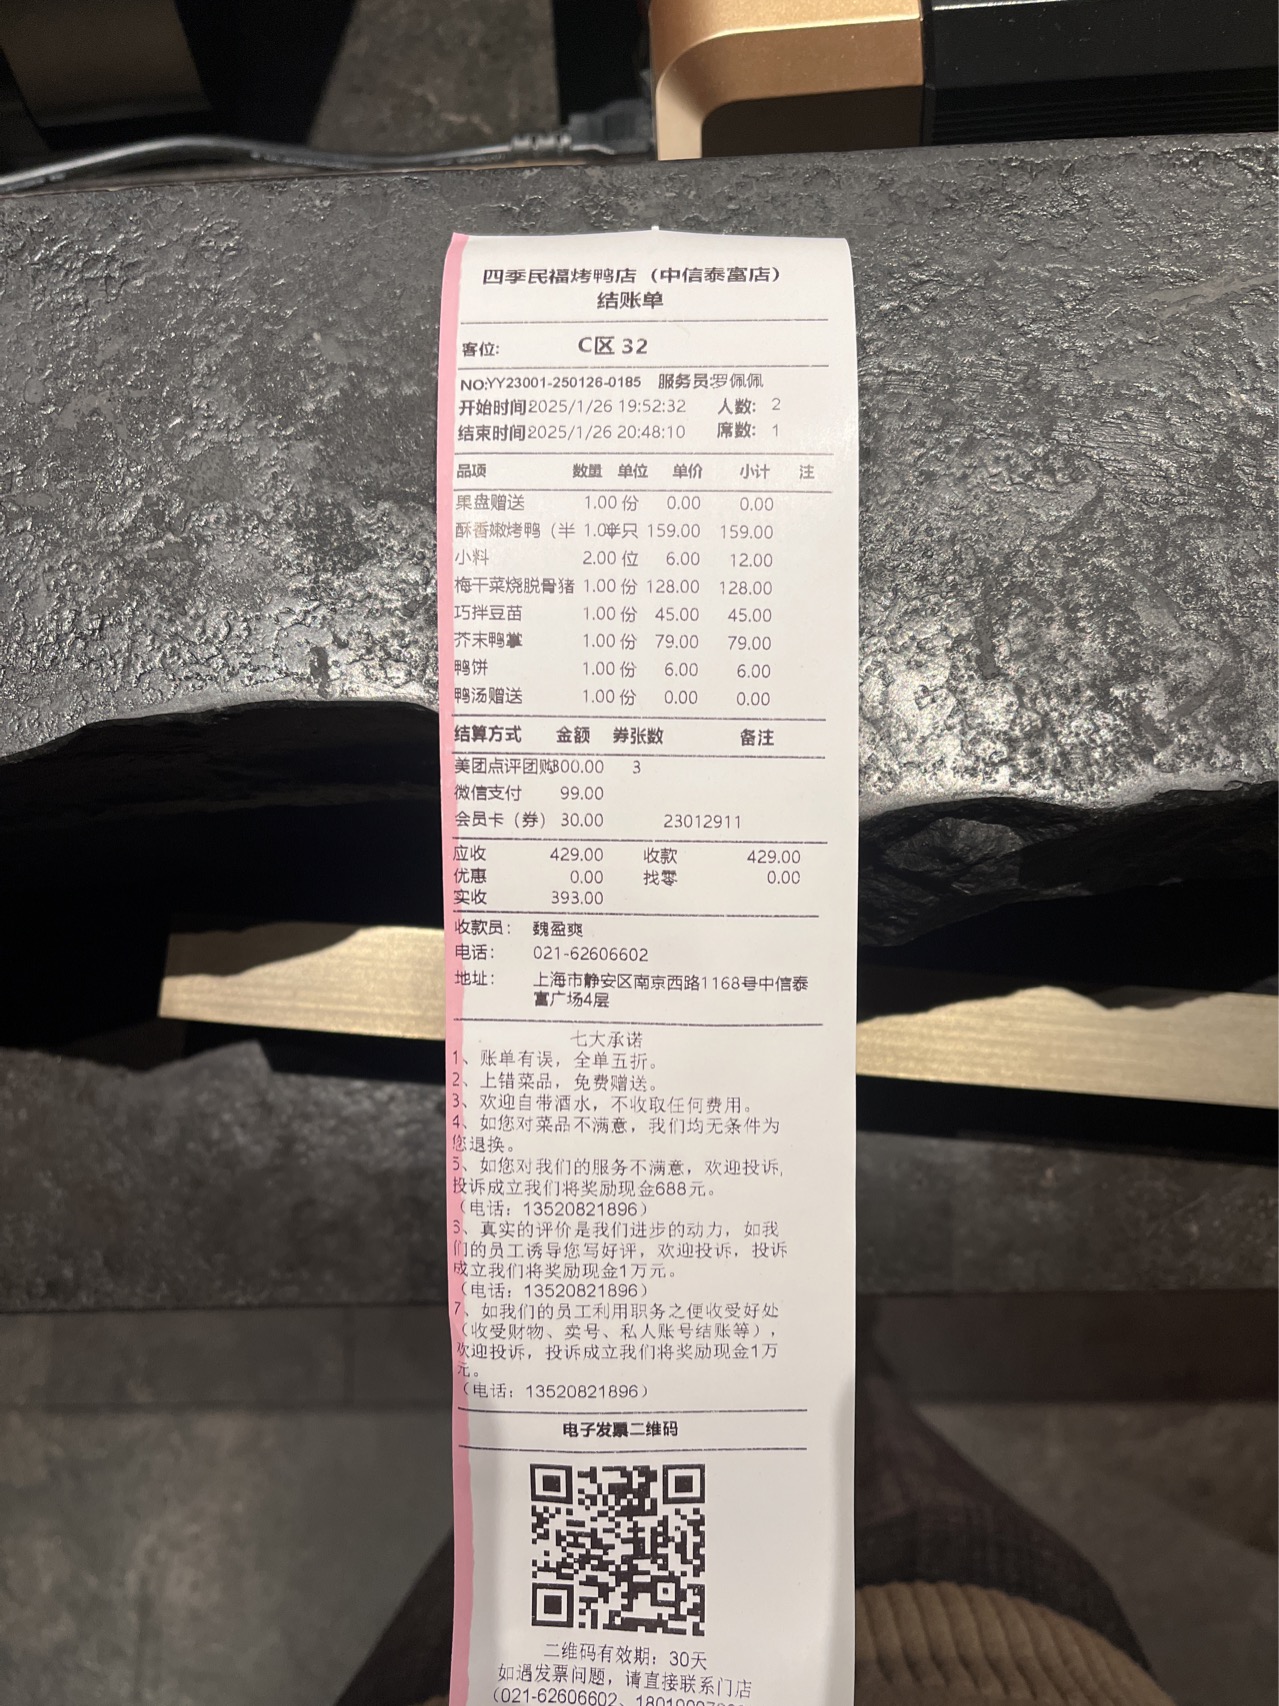 四季民福烤鸭店（中信泰富店）
结账单
客位： C区 32
NO:YY23001-250126-0185 服务员:罗佩佩
开始时间2025/1/26 19:52:32 人数： 2
结束时间2025/1/26 20:48:10 席数： 1
品项 数量 单位 单价 小计 注
果盘赠送 1.00 份 0.00 0.00
酥香嫩烤鸭（半 1.0半只 159.00 159.00
小料 2.00 位 6.00 12.00
梅干菜烧脱骨猪 1.00 份 128.00 128.00
巧拌豆苗 1.00 份 45.00 45.00
芥末鸭掌 1.00 份 79.00 79.00
鸭饼 1.00 份 6.00 6.00
鸭汤赠送 1.00 份 0.00 0.00
结算方式 金额 券张数 备注
美团点评团购300.00 3
微信支付 99.00
会员卡（券） 30.00 23012911
应收 429.00 收款 429.00
优惠 0.00 找零 0.00
实收 393.00
收款员： 魏盈爽
电话： 021-62606602
地址： 上海市静安区南京西路1168号中信泰
富广场4层
七大承诺
1、账单有误，全单五折。
2、上错菜品，免费赠送。
3、欢迎自带酒水，不收取任何费用。
4、如您对菜品不满意，我们均无条件为
您退换。
5、如您对我们的服务不满意，欢迎投诉，
投诉成立我们将奖励现金688元。
（电话：13520821896）
6、真实的评价是我们进步的动力，如我
们的员工诱导您写好评，欢迎投诉，投诉
成立我们将奖励现金1万元。
（电话：13520821896）
7、如我们的员工利用职务之便收受好处
（收受财物、卖号、私人账号结账等），
欢迎投诉，投诉成立我们将奖励现金1万
元。
（电话：13520821896）
电子发票二维码
二维码有效期：30天
如遇发票问题，请直接联系门店
（021-62606602、